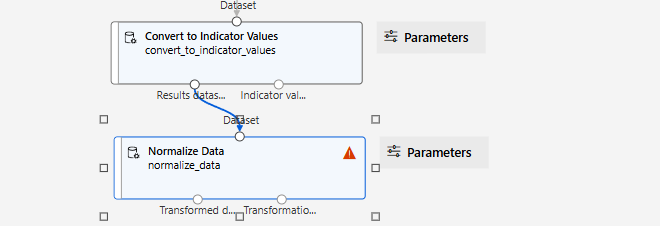 Dataset
Convert to Indicator Values
convert_to_indicator_values
Parameters
Results datas...
Indicator val...
Dataset
Normalize Data
normalize_data
Parameters
Transformed d...
Transformatio...